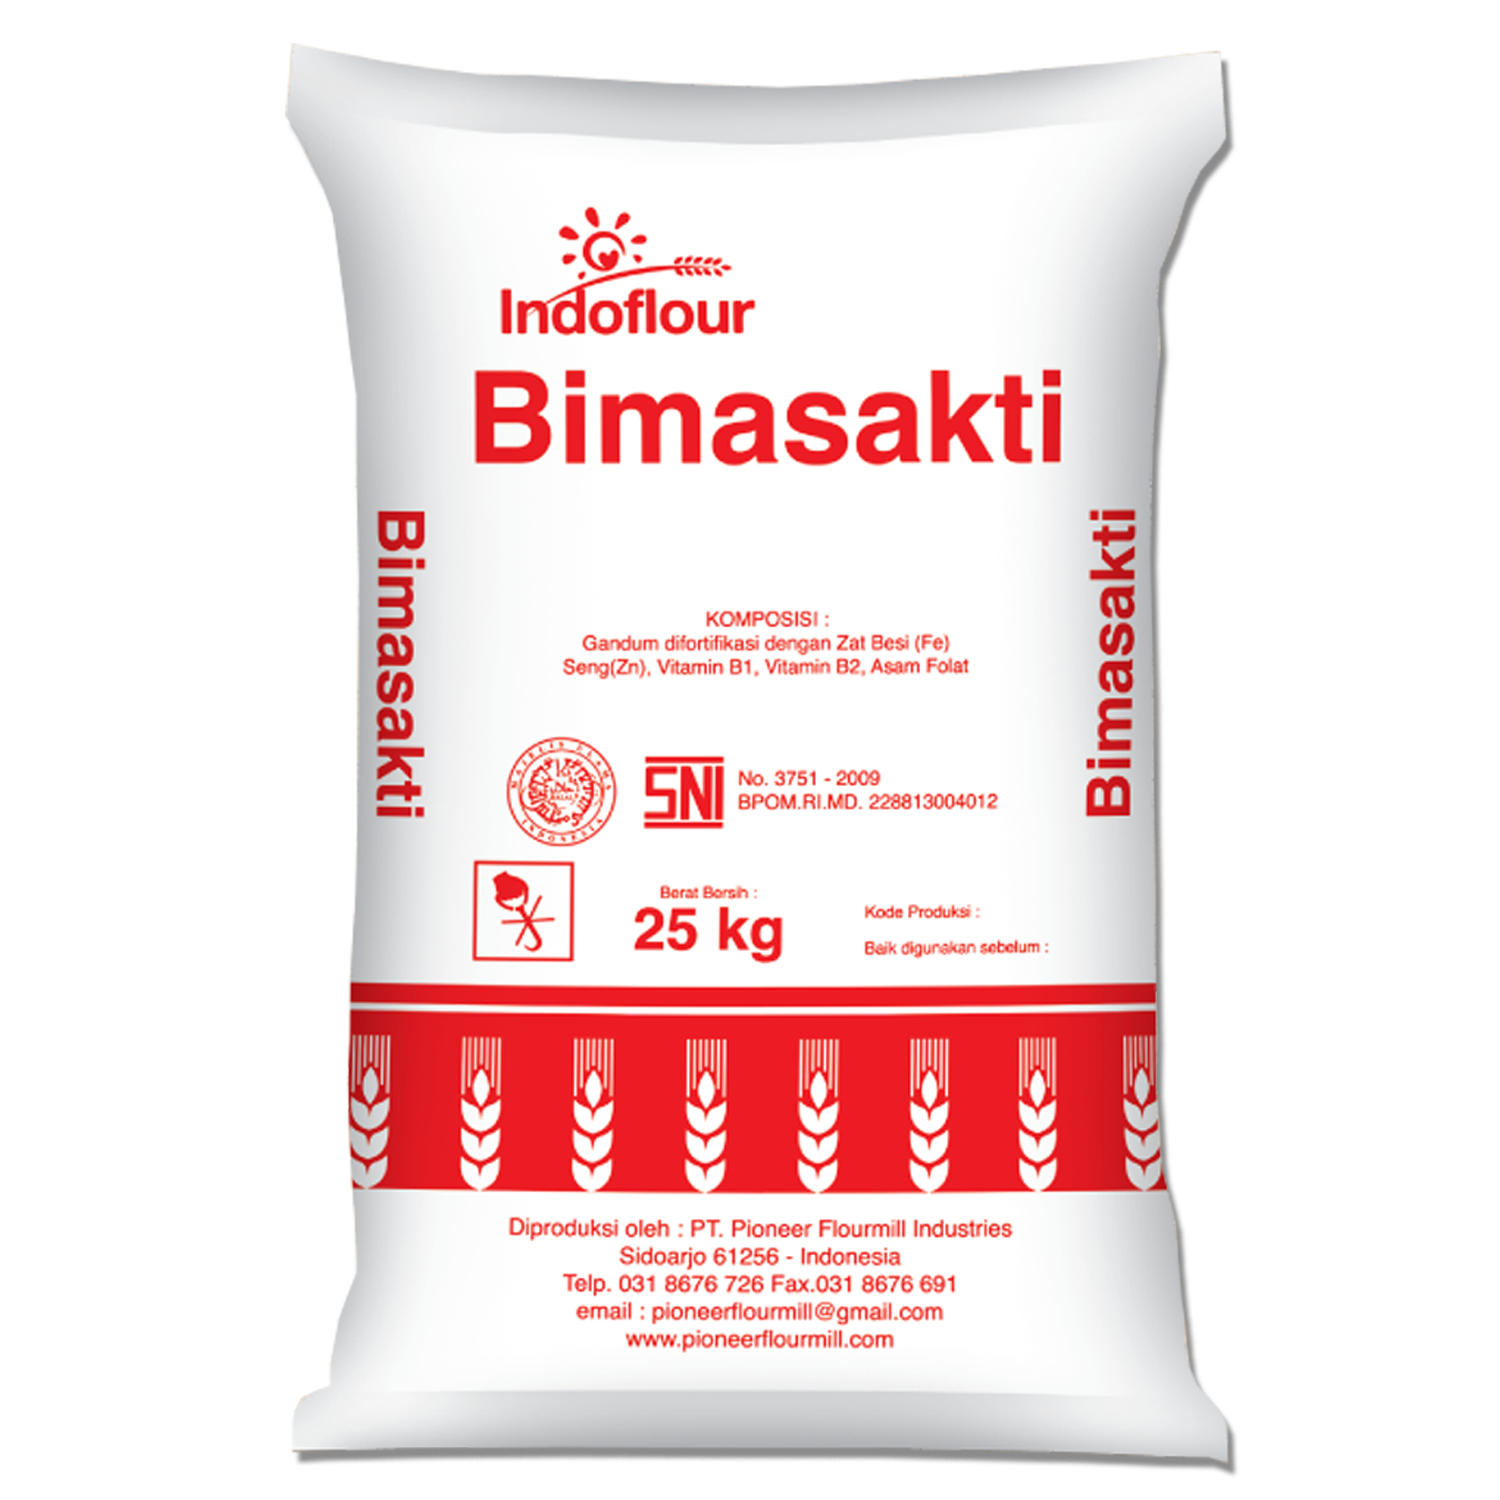 Indoflour
Bimasakti
Bimasakti
Bimasakti
KOMPOSISI :
Gandum difortifikasi dengan Zat Besi (Fe)
Seng(Zn), Vitamin B1, Vitamin B2, Asam Folat
MAJELIS ULAMA
INDONESIA
SNI
No. 3751 - 2009
BPOM.RI.MD. 228813004012
Berat Bersih :
25 kg
Kode Produksi :
Baik digunakan sebelum :
Diproduksi oleh : PT. Pioneer Flourmill Industries
Sidoarjo 61256 - Indonesia
Telp. 031 8676 726 Fax.031 8676 691
email : pioneerflourmill@gmail.com
www.pioneerflourmill.com